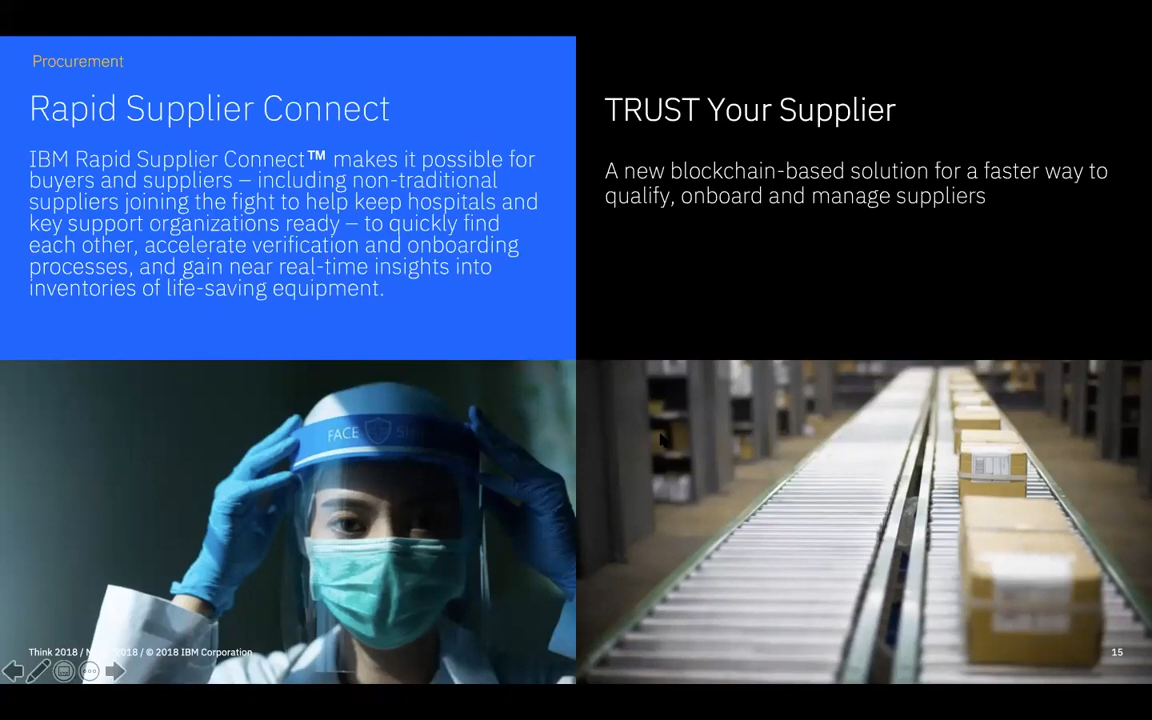 Procurement
Rapid Supplier Connect
IBM Rapid Supplier Connect™ makes it possible for
buyers and suppliers – including non-traditional
suppliers joining the fight to help keep hospitals and
key support organizations ready – to quickly find
each other, accelerate verification and onboarding
processes, and gain near real-time insights into
inventories of life-saving equipment.
TRUST Your Supplier
A new blockchain-based solution for a faster way to
qualify, onboard and manage suppliers
FACE
Think 2018 / 2018 / © 2018 IBM Corporation
15